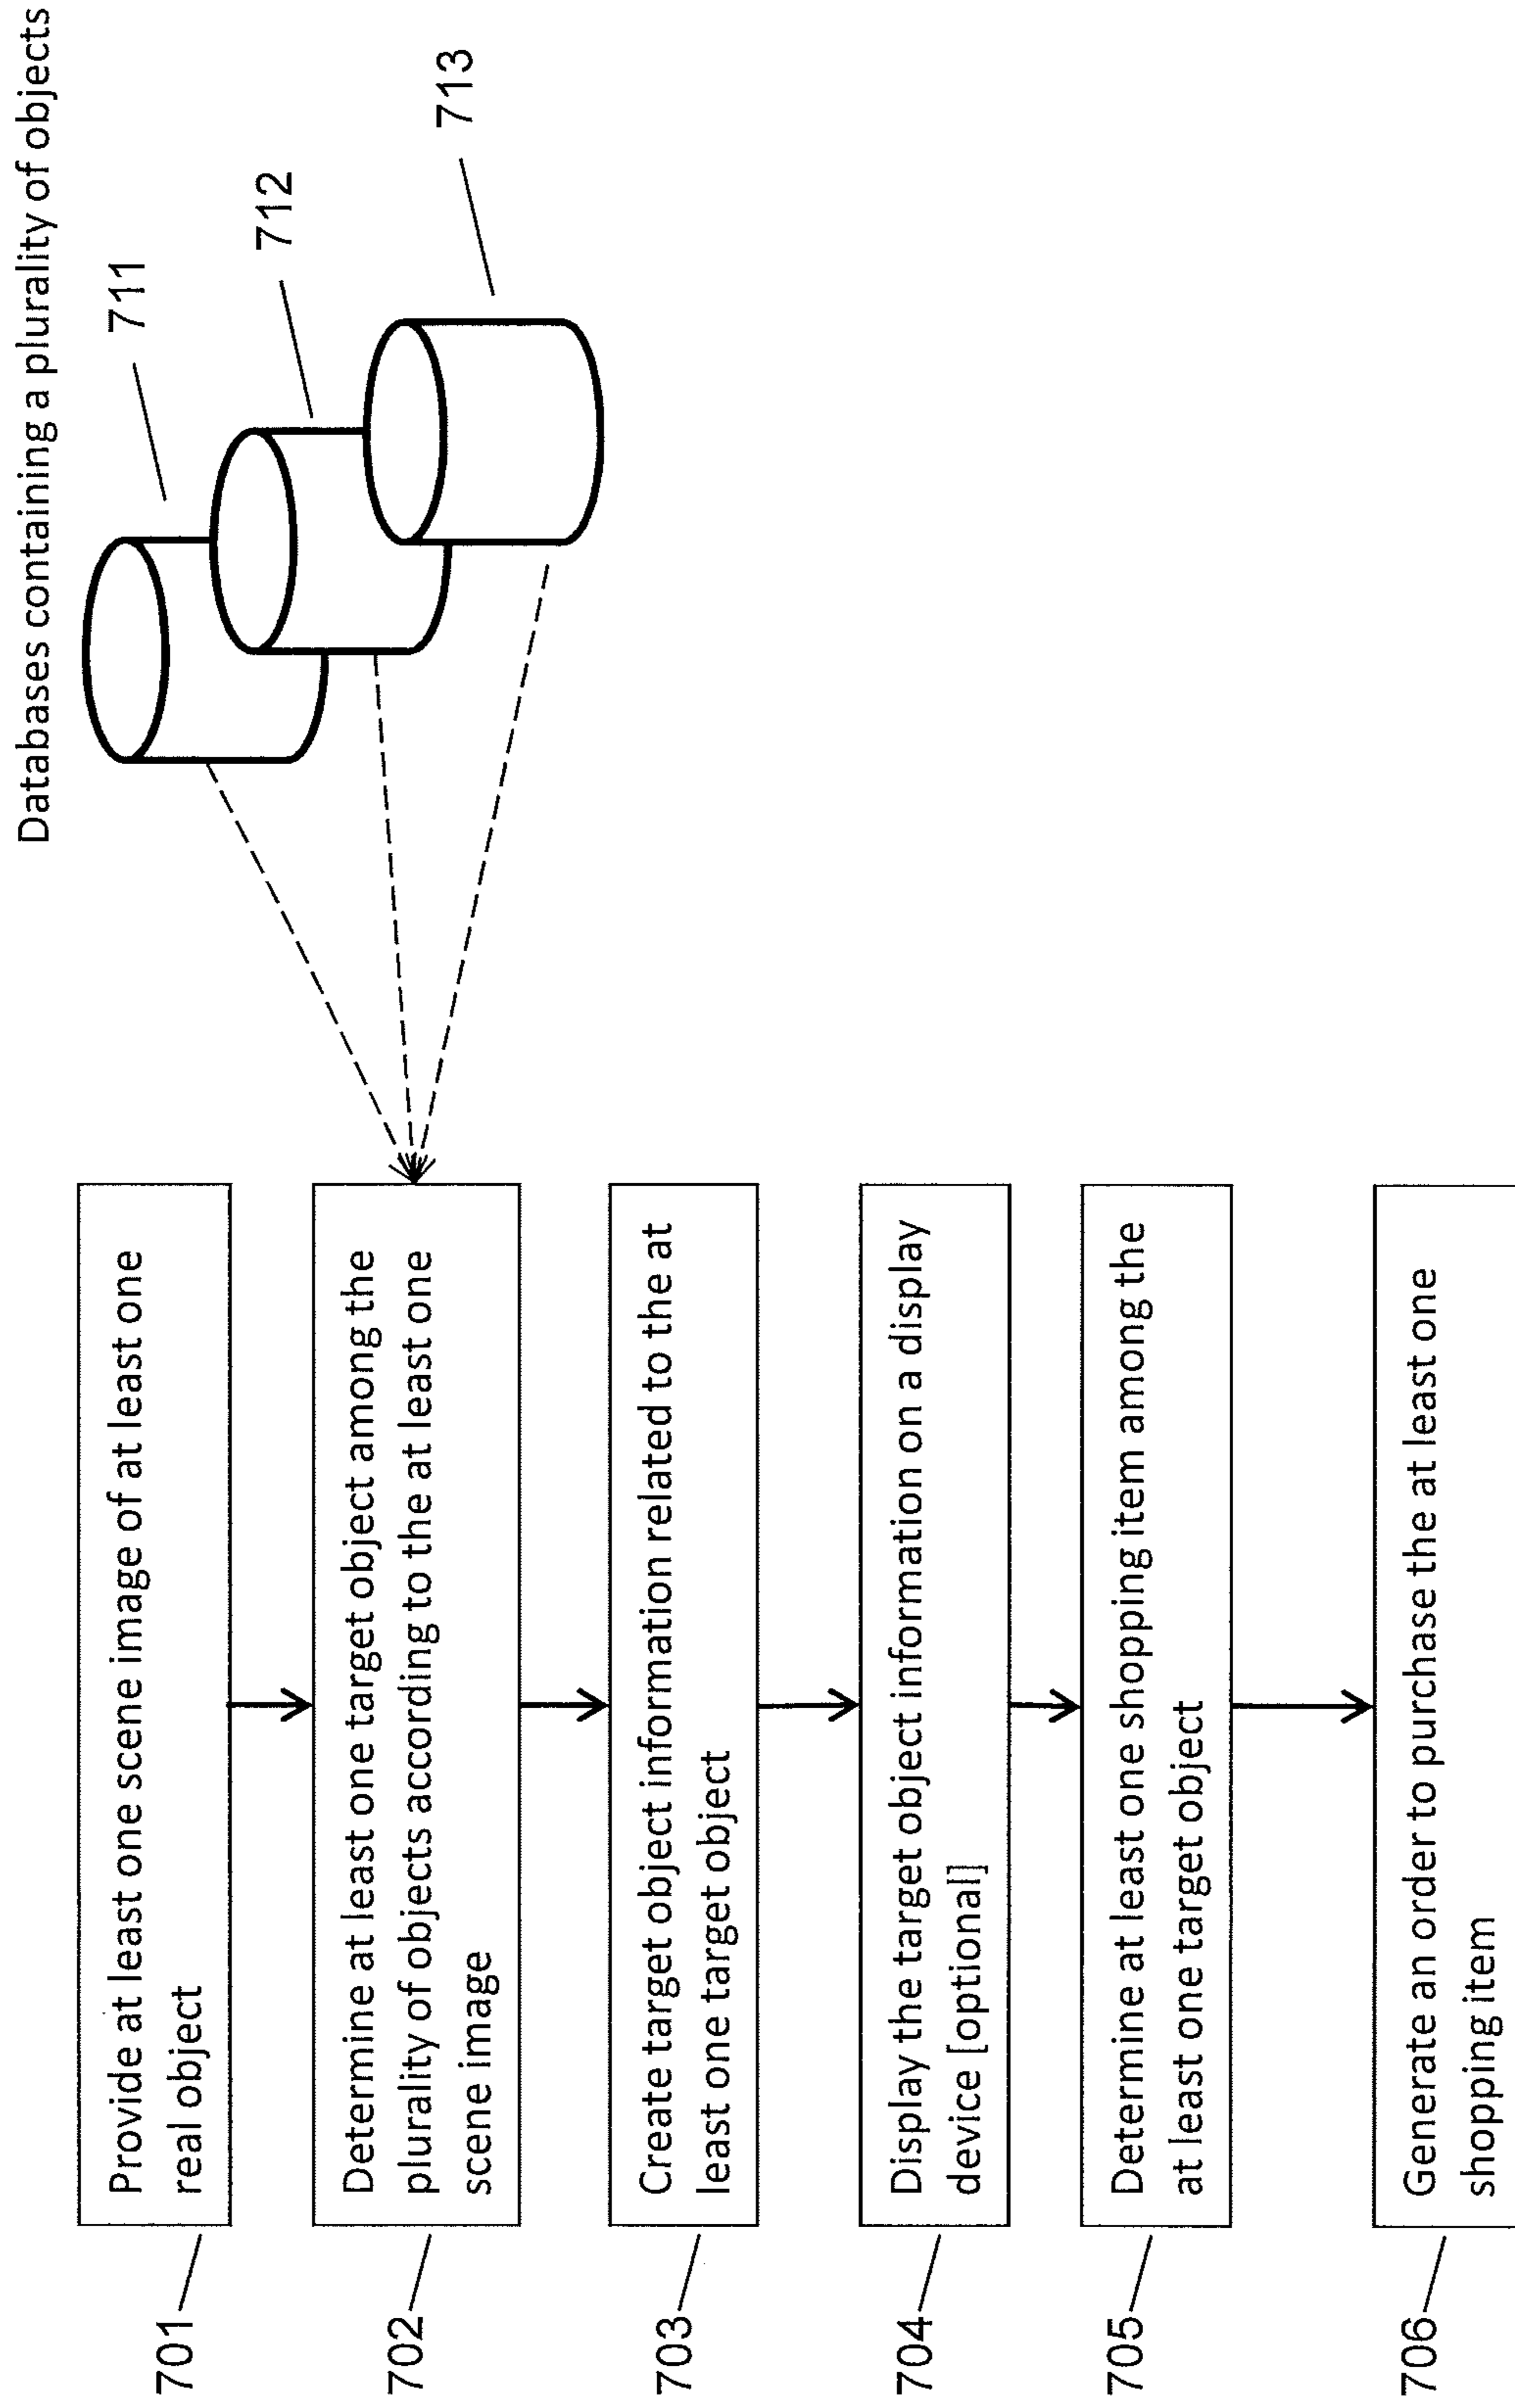 Databases containing a plurality of objects
711
712
713
701
Provide at least one scene image of at least one
real object
702
Determine at least one target object among the
plurality of objects according to the at least one
scene image
703
Create target object information related to the at
least one target object
704
Display the target object information on a display
device [optional]
705
Determine at least one shopping item among the
at least one target object
706
Generate an order to purchase the at least one
shopping item